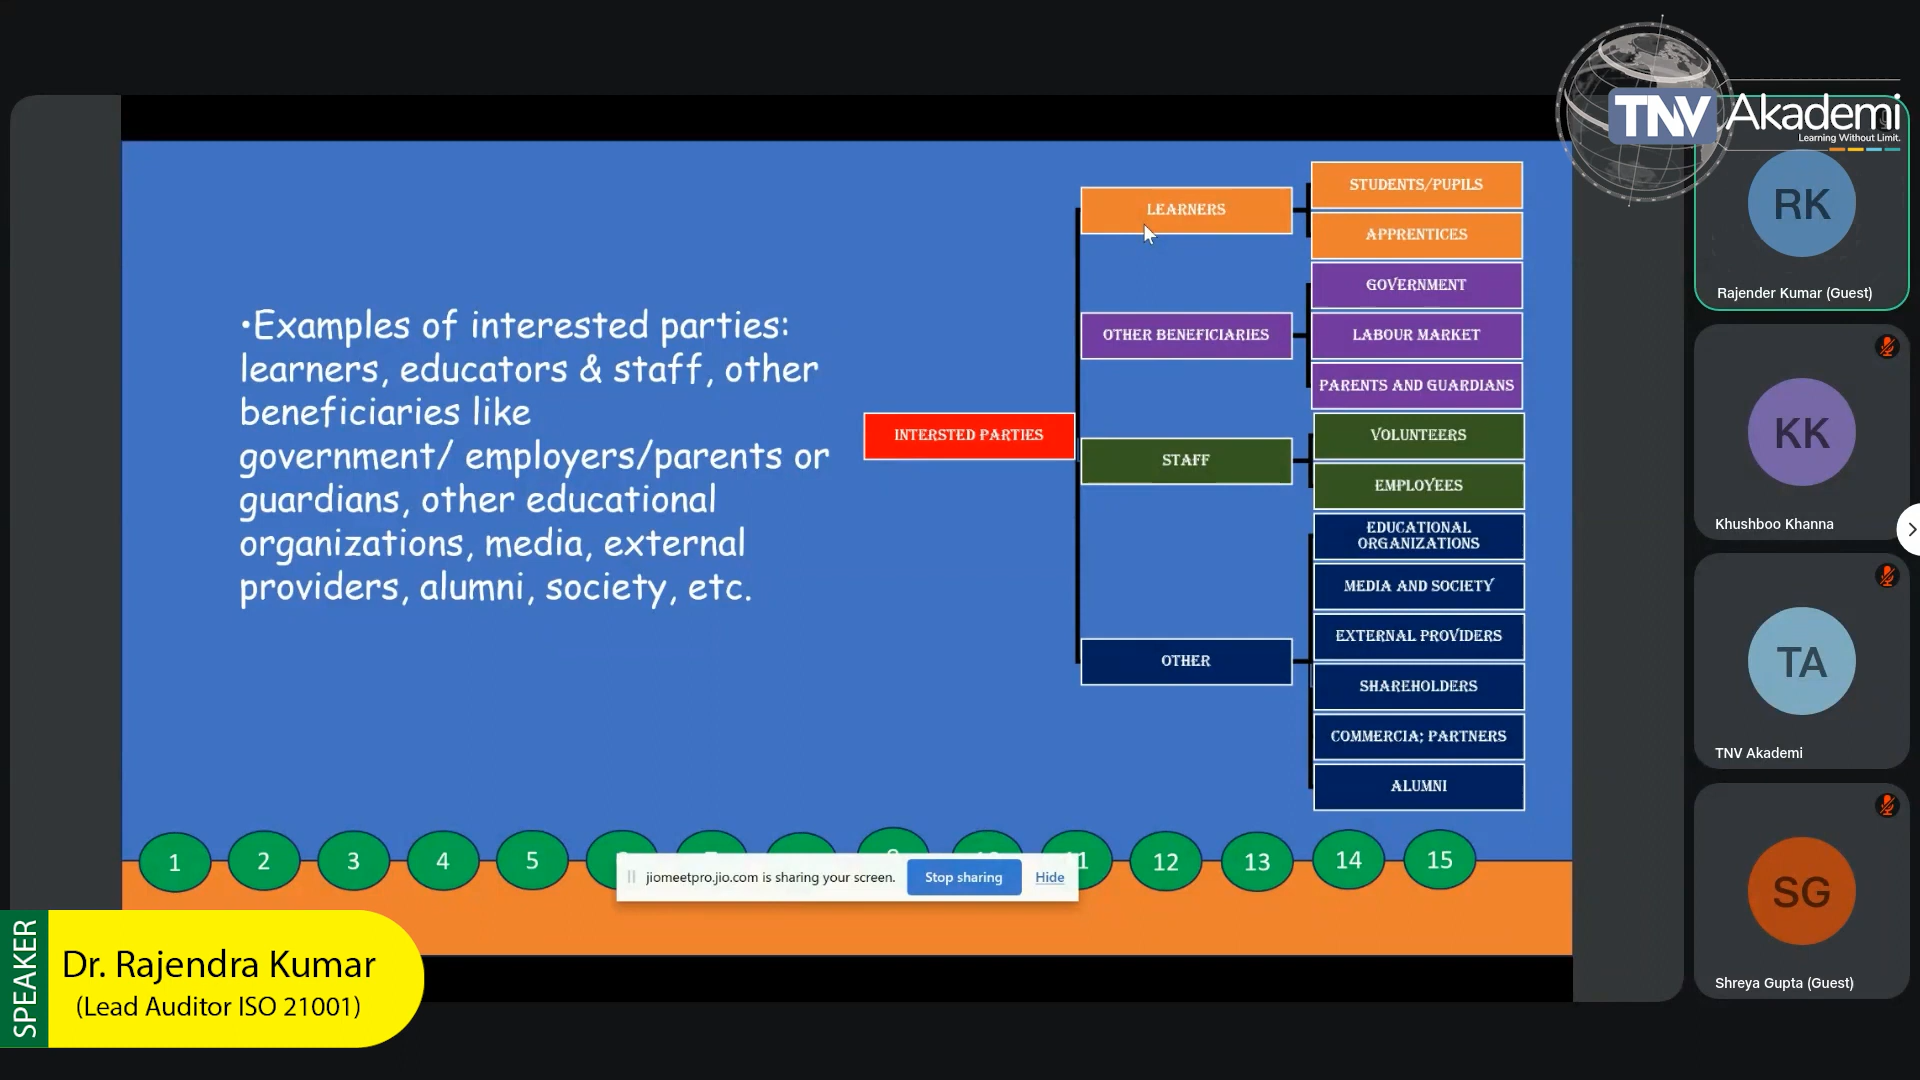 TNV Akademi
Learning Without Limit.
•Examples of interested parties:
learners, educators & staff, other
beneficiaries like
government/ employers/parents or
guardians, other educational
organizations, media, external
providers, alumni, society, etc.
INTERSTED PARTIES
LEARNERS
STUDENTS/PUPILS
APPRENTICES
OTHER BENEFICIARIES
GOVERNMENT
LABOUR MARKET
PARENTS AND GUARDIANS
STAFF
VOLUNTEERS
EMPLOYEES
OTHER
EDUCATIONAL
ORGANIZATIONS
MEDIA AND SOCIETY
EXTERNAL PROVIDERS
SHAREHOLDERS
COMMERCIA; PARTNERS
ALUMNI
1 2 3 4 5 11 12 13 14 15
jiomeetpro.jio.com is sharing your screen. Stop sharing Hide
SPEAKER
Dr. Rajendra Kumar
(Lead Auditor ISO 21001)
RK
Rajender Kumar (Guest)
KK
Khushboo Khanna
TA
TNV Akademi
SG
Shreya Gupta (Guest)